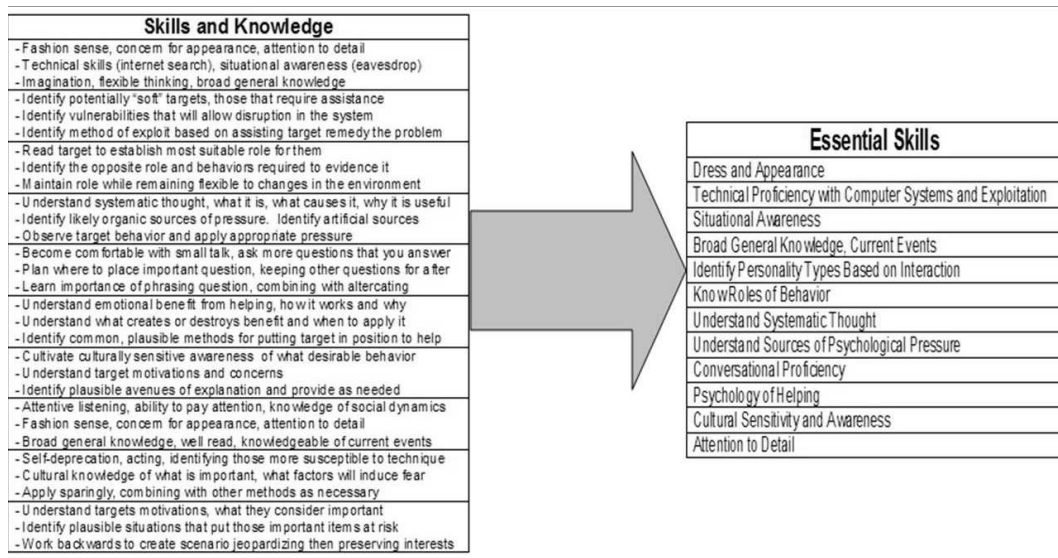 Skills and Knowledge
- Fashion sense, concern for appearance, attention to detail
- Technical skills (internet search), situational awareness (eavesdrop)
- Imagination, flexible thinking, broad general knowledge
- Identify potentially "soft" targets, those that require assistance
- Identify vulnerabilities that will allow disruption in the system
- Identify method of exploit based on assisting target remedy the problem
- Read target to establish most suitable role for them
- Identify the opposite role and behaviors required to evidence it
- Maintain role while remaining flexible to changes in the environment
- Understand systematic thought, what it is, what causes it, why it is useful
- Identify likely organic sources of pressure. Identify artificial sources
- Observe target behavior and apply appropriate pressure
- Become comfortable with small talk, ask more questions that you answer
- Plan where to place important question, keeping other questions for after
- Learn importance of phrasing question, combining with altercating
- Understand emotional benefit from helping, how it works and why
- Understand what creates or destroys benefit and when to apply it
- Identify common, plausible methods for putting target in position to help
- Cultivate culturally sensitive awareness of what desirable behavior
- Understand target motivations and concerns
- Identify plausible avenues of explanation and provide as needed
- Attentive listening, ability to pay attention, knowledge of social dynamics
- Fashion sense, concern for appearance, attention to detail
- Broad general knowledge, well read, knowledgeable of current events
- Self-deprecation, acting, identifying those more susceptible to technique
- Cultural knowledge of what is important, what factors will induce fear
- Apply sparingly, combining with other methods as necessary
- Understand targets motivations, what they consider important
- Identify plausible situations that put those important items at risk
- Work backwards to create scenario jeopardizing then preserving interests
Essential Skills
Dress and Appearance
Technical Proficiency with Computer Systems and Exploitation
Situational Awareness
Broad General Knowledge, Current Events
Identify Personality Types Based on Interaction
Know Roles of Behavior
Understand Systematic Thought
Understand Sources of Psychological Pressure
Conversational Proficiency
Psychology of Helping
Cultural Sensitivity and Awareness
Attention to Detail